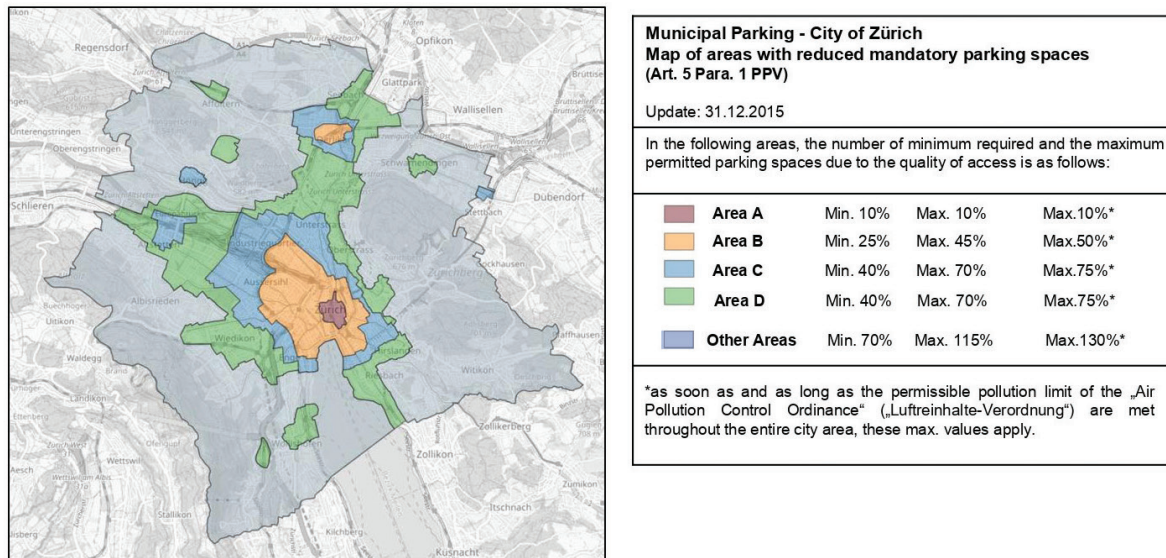 Regensdorf
Opfikon
Glattpark
Wallisellen
Affoltern
Unterengstringen
Oberengstringen
Schwamendingen
Dübendorf
Stettbach
Schlieren
Industriequartier
Unterstrass
Oberstrass
Gockhausen
Aussersihl
Zürichberg
Albisrieden
Zürich
Uitikon
Wiedikon
Waldegg
Riesbach
Witikon
Landikon
Ettenberg
Wettswil
Zollikerberg
Zollikon
Zumikon
Stallikon
Itschnach
Kilchberg
Kusnacht
Municipal Parking - City of Zürich
Map of areas with reduced mandatory parking spaces
(Art. 5 Para. 1 PPV)
Update: 31.12.2015
In the following areas, the number of minimum required and the maximum
permitted parking spaces due to the quality of access is as follows:
Area A Min. 10% Max. 10% Max.10%*
Area B Min. 25% Max. 45% Max.50%*
Area C Min. 40% Max. 70% Max.75%*
Area D Min. 40% Max. 70% Max.75%*
Other Areas Min. 70% Max. 115% Max.130%*
*as soon as and as long as the permissible pollution limit of the „Air
Pollution Control Ordinance“ („Luftreinhalte-Verordnung“) are met
throughout the entire city area, these max. values apply.